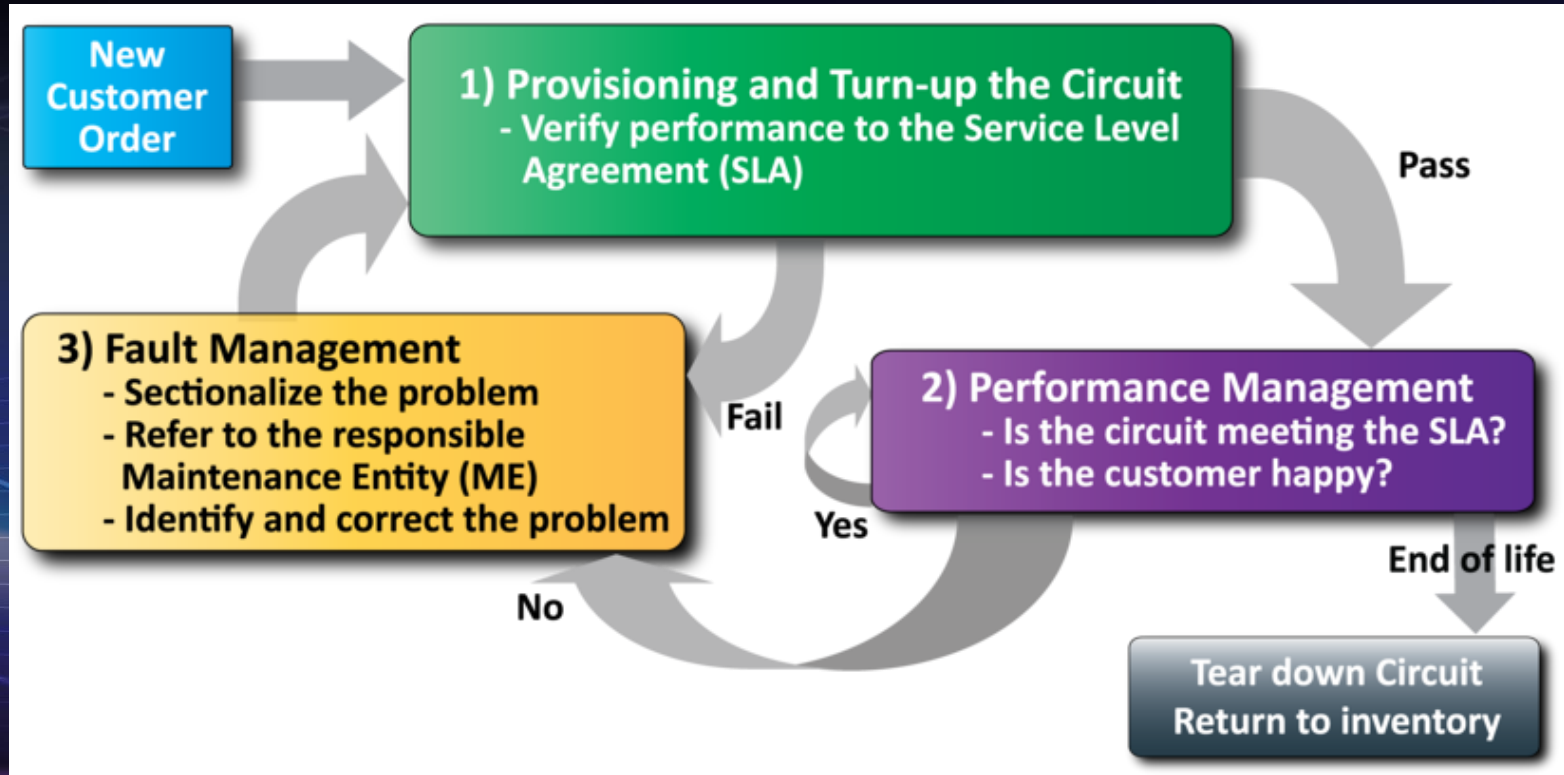 New
Customer
Order
1) Provisioning and Turn-up the Circuit
- Verify performance to the Service Level
Agreement (SLA)
Pass
3) Fault Management
- Sectionalize the problem
- Refer to the responsible
Maintenance Entity (ME)
- Identify and correct the problem
Fail
2) Performance Management
- Is the circuit meeting the SLA?
- Is the customer happy?
Yes
No
End of life
Tear down Circuit
Return to inventory